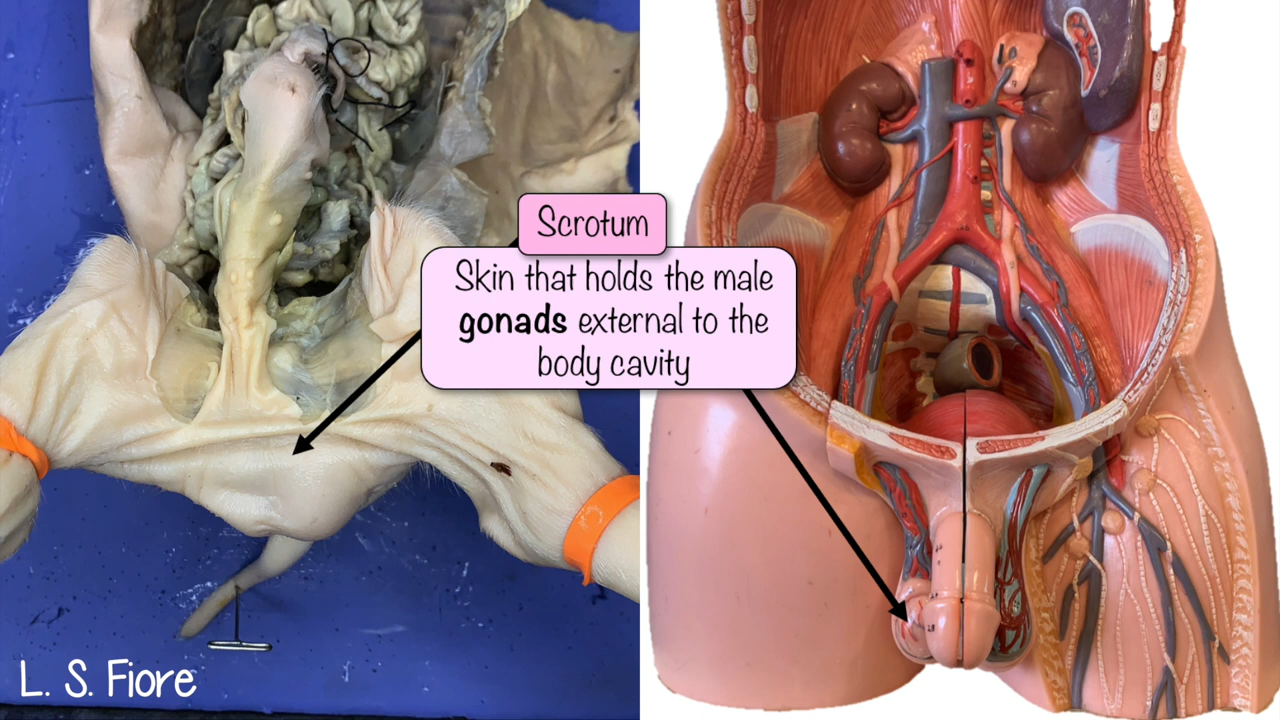 Scrotum
Skin that holds the male
gonads external to the
body cavity
L. S. Fiore